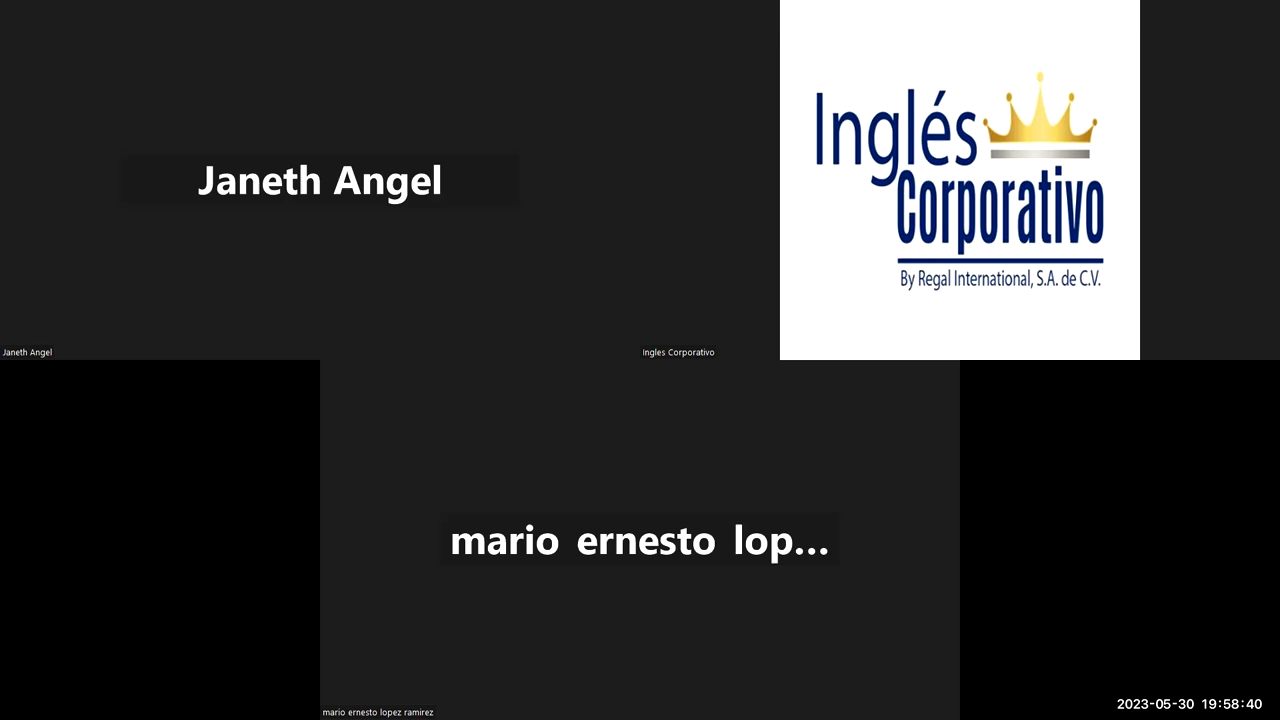 Janeth Angel
Inglés
Corporativo
By Regal International, S.A. de C.V.
Janeth Angel
Ingles Corporativo
mario ernesto lop...
mario ernesto lopez ramirez
2023-05-30 19:58:40